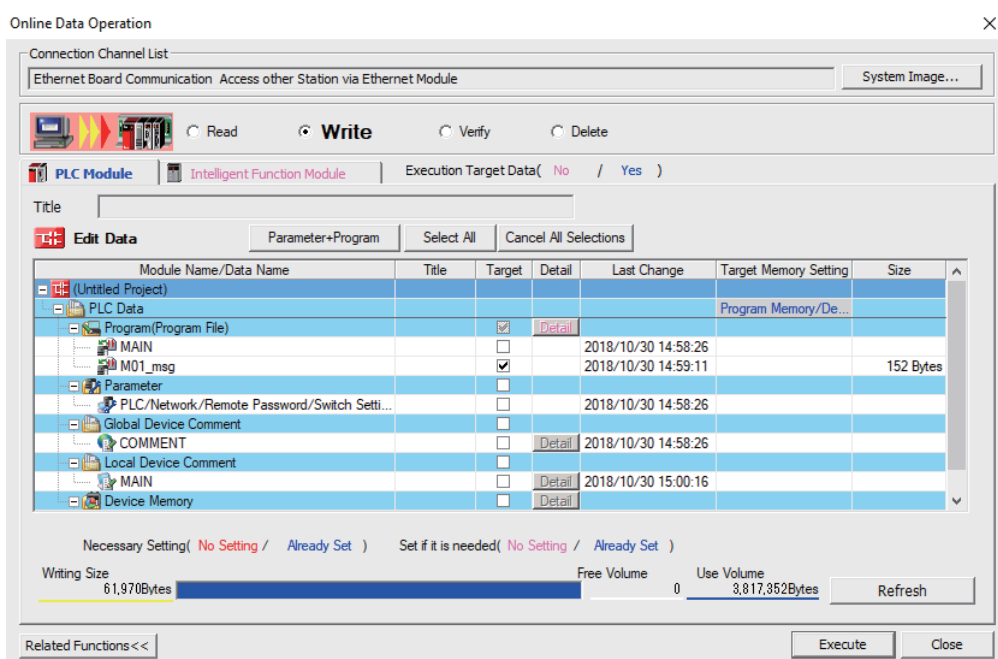 Online Data Operation
Connection Channel List
Ethernet Board Communication Access other Station via Ethernet Module
System Image...
Read Write Verify Delete
PLC Module Intelligent Function Module Execution Target Data( No / Yes )
Title
Edit Data Parameter+Program Select All Cancel All Selections
Module Name/Data Name Title Target Detail Last Change Target Memory Setting Size
(Untitled Project)
PLC Data Program Memory/De...
Program(Program File) Detail
MAIN 2018/10/30 14:58:26
M01_msg 2018/10/30 14:59:11 152 Bytes
Parameter
PLC/Network/Remote Password/Switch Setti... 2018/10/30 14:58:26
Global Device Comment
COMMENT Detail 2018/10/30 14:58:26
Local Device Comment
MAIN Detail 2018/10/30 15:00:16
Device Memory Detail
Necessary Setting( No Setting / Already Set ) Set if it is needed( No Setting / Already Set )
Writing Size Free Volume Use Volume
61,970Bytes 0 3,817,352Bytes Refresh
Related Functions<< Execute Close